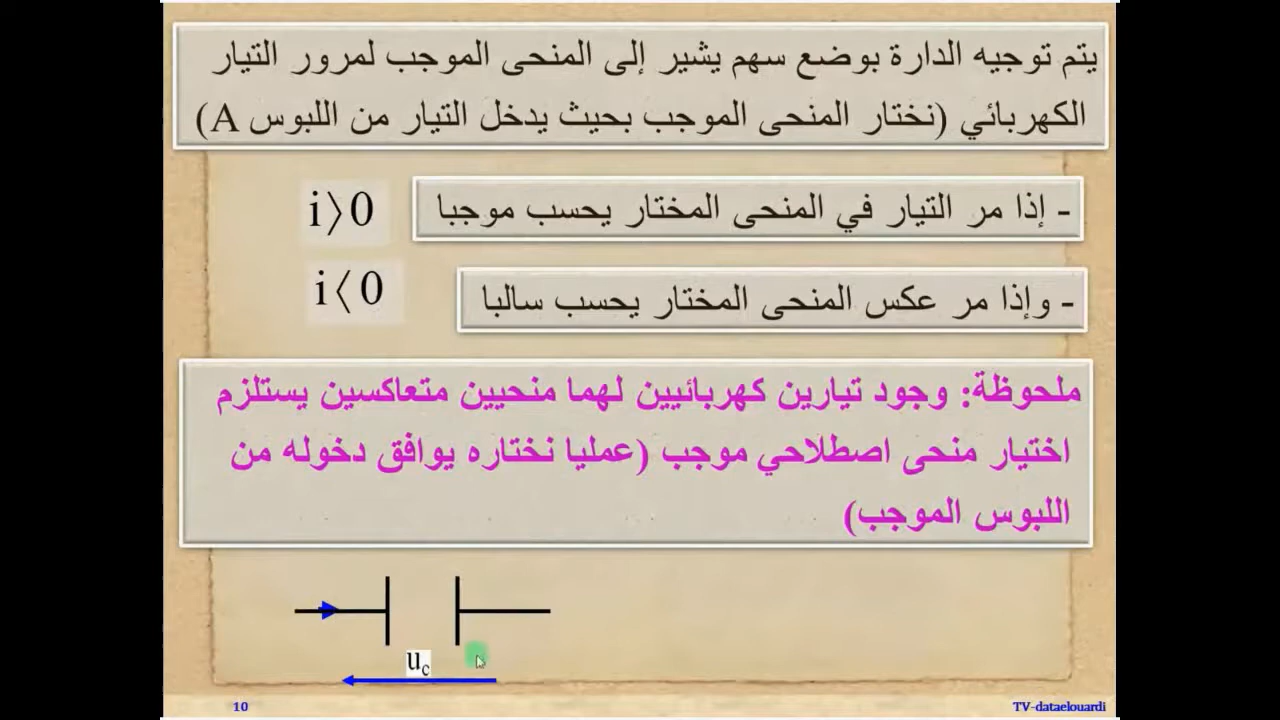 يتم توجيه الدارة بوضع سهم يشير إلى المنحى الموجب لمرور التيار
الكهربائي (نختار المنحى الموجب بحيث يدخل التيار من اللبوس A)
- إذا مر التيار في المنحى المختار يحسب موجبا
i⟩0
- وإذا مر عكس المنحى المختار يحسب سالبا
i⟨0
ملحوظة: وجود تيارين كهربائيين لهما منحيين متعاكسين يستلزم
اختيار منحى اصطلاحي موجب (عمليا نختاره يوافق دخوله من
اللبوس الموجب)
uc
10
TV-dataelouardi